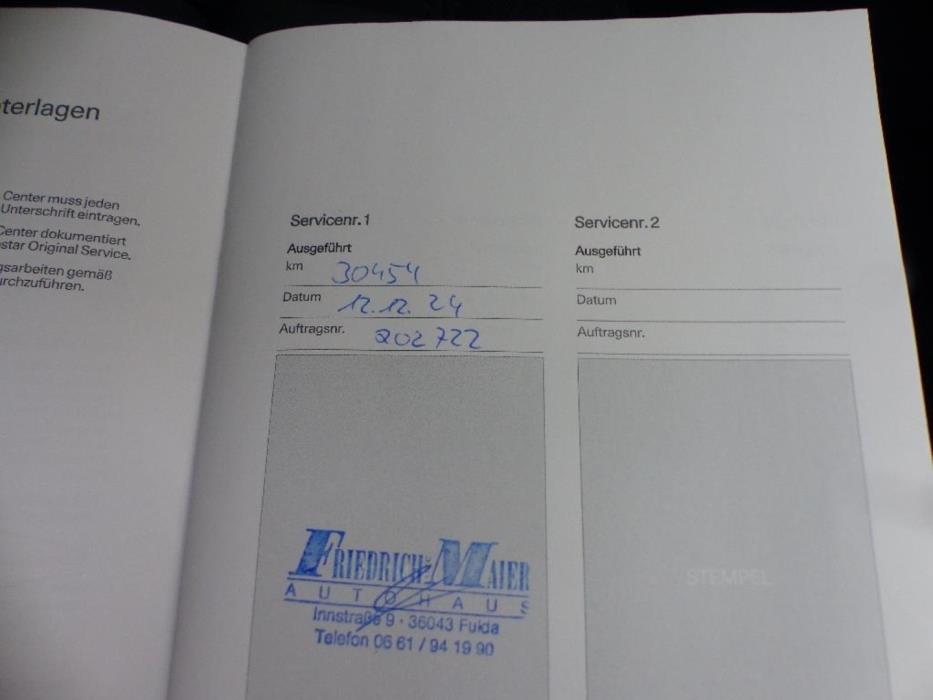 terlagen
Center muss jeden
Unterschrift eintragen.
Center dokumentiert
star Original Service.
gsarbeiten gemäß
urchzuführen.
Servicenr. 1
Ausgeführt
km 30454
Datum 12.12.24
Auftragsnr. 202722
FRIEDRICH MAIER
AUTOHAUS
Innstraße 9 · 36043 Fulda
Telefon 06 61 / 94 19 90
Servicenr. 2
Ausgeführt
km
Datum
Auftragsnr.
STEMPEL